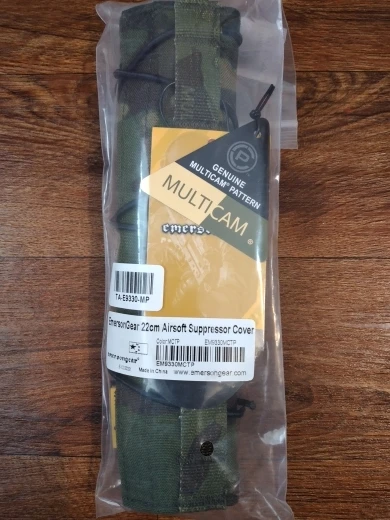 GENUINE
MULTICAM® PATTERN
MULTICAM®
emers
TA-E9330-MP
EmersonGear 22cm Airsoft Suppressor Cover
Color:MCTP
EM9330MCTP
EM9330MCTP
Made in China
www.emersongear.com